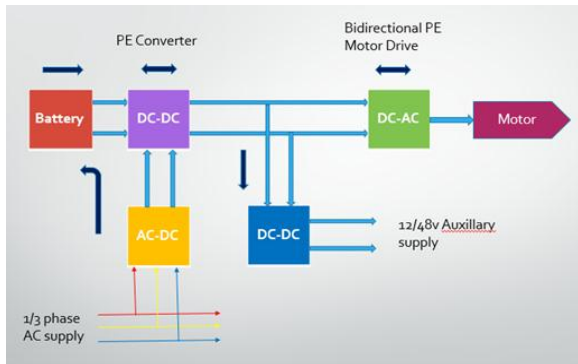 PE Converter
Bidirectional PE
Motor Drive
Battery
DC-DC
DC-AC
Motor
AC-DC
DC-DC
12/48v Auxillary
supply
1/3 phase
AC supply